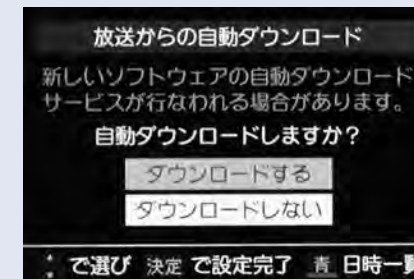 放送からの自動ダウンロード
新しいソフトウェアの自動ダウンロード
サービスが行なわれる場合があります。
自動ダウンロードしますか？
ダウンロードする
ダウンロードしない
で選び 決定 で設定完了 青 日時一